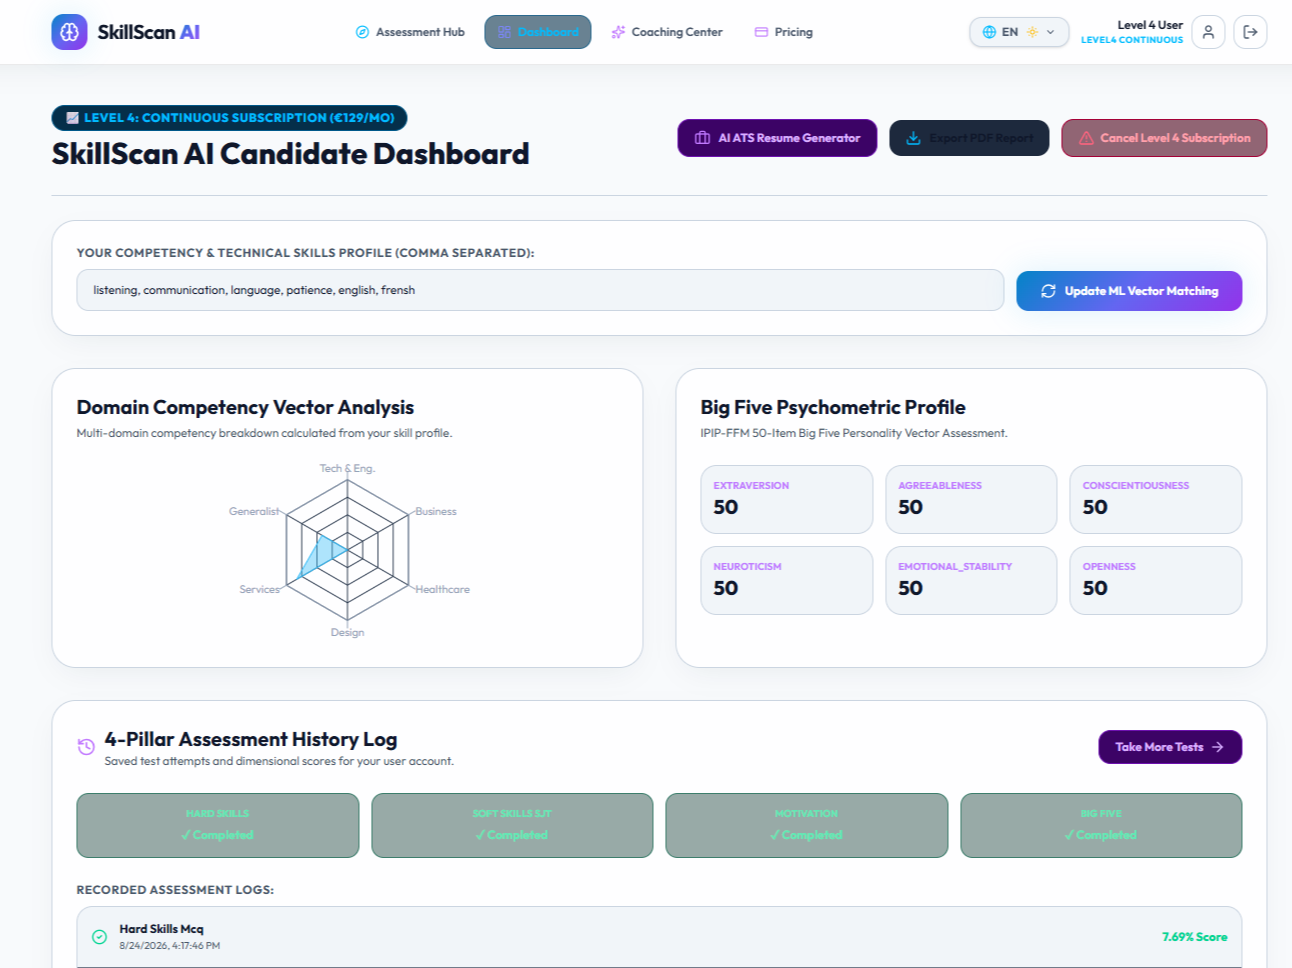 SkillScan AI
Assessment Hub
Dashboard
Coaching Center
Pricing
EN
Level 4 User
LEVEL4 CONTINUOUS
LEVEL 4: CONTINUOUS SUBSCRIPTION (€129/MO)
SkillScan AI Candidate Dashboard
AI ATS Resume Generator
Export PDF Report
Cancel Level 4 Subscription
YOUR COMPETENCY & TECHNICAL SKILLS PROFILE (COMMA SEPARATED):
listening, communication, language, patience, english, frensh
Update ML Vector Matching
Domain Competency Vector Analysis
Multi-domain competency breakdown calculated from your skill profile.
Tech & Eng.
Generalist
Business
Services
Healthcare
Design
Big Five Psychometric Profile
IPIP-FFM 50-Item Big Five Personality Vector Assessment.
EXTRAVERSION
50
AGREEABLENESS
50
CONSCIENTIOUSNESS
50
NEUROTICISM
50
EMOTIONAL_STABILITY
50
OPENNESS
50
4-Pillar Assessment History Log
Saved test attempts and dimensional scores for your user account.
Take More Tests →
HARD SKILLS
✓ Completed
SOFT SKILLS SJT
✓ Completed
MOTIVATION
✓ Completed
BIG FIVE
✓ Completed
RECORDED ASSESSMENT LOGS:
Hard Skills Mcq
8/24/2026, 4:17:46 PM
7.69% Score